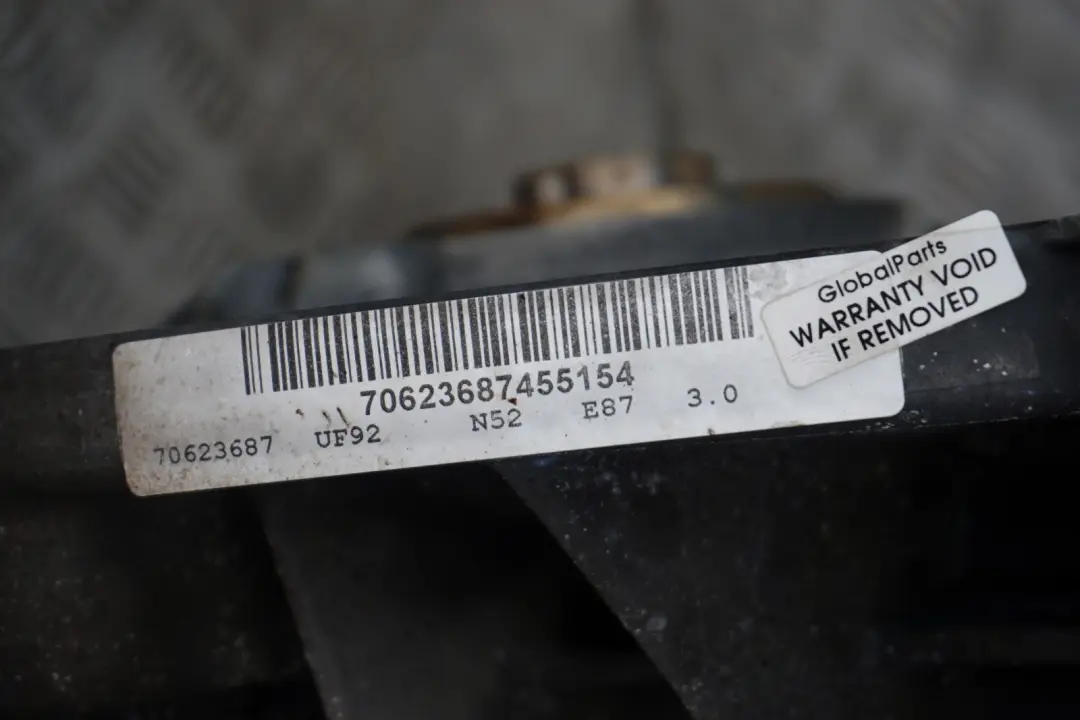 70623687455154
70623687 UF92 N52 E87 3.0
GlobalParts
WARRANTY VOID
IF REMOVED